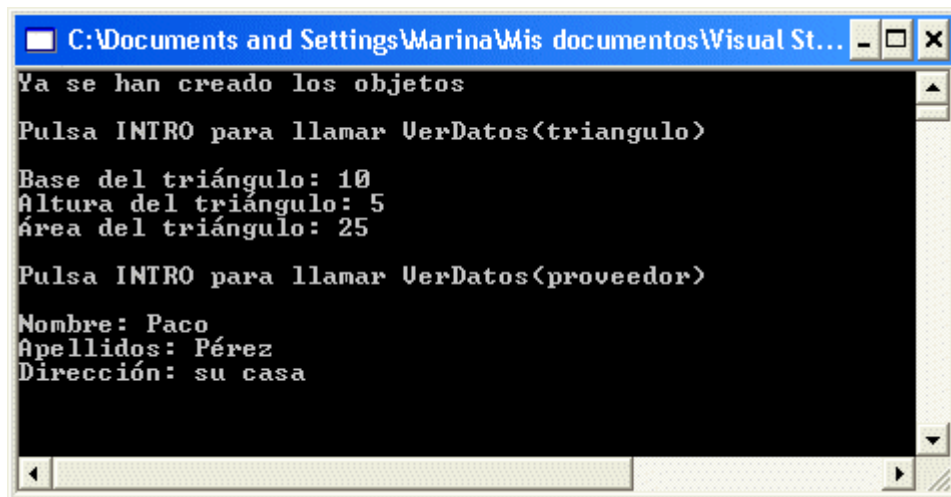 C:\Documents and Settings\Marina\Mis documentos\Visual St...
Ya se han creado los objetos
Pulsa INTRO para llamar VerDatos(triangulo)
Base del triángulo: 10
Altura del triángulo: 5
Área del triángulo: 25
Pulsa INTRO para llamar VerDatos(proveedor)
Nombre: Paco
Apellidos: Pérez
Dirección: su casa